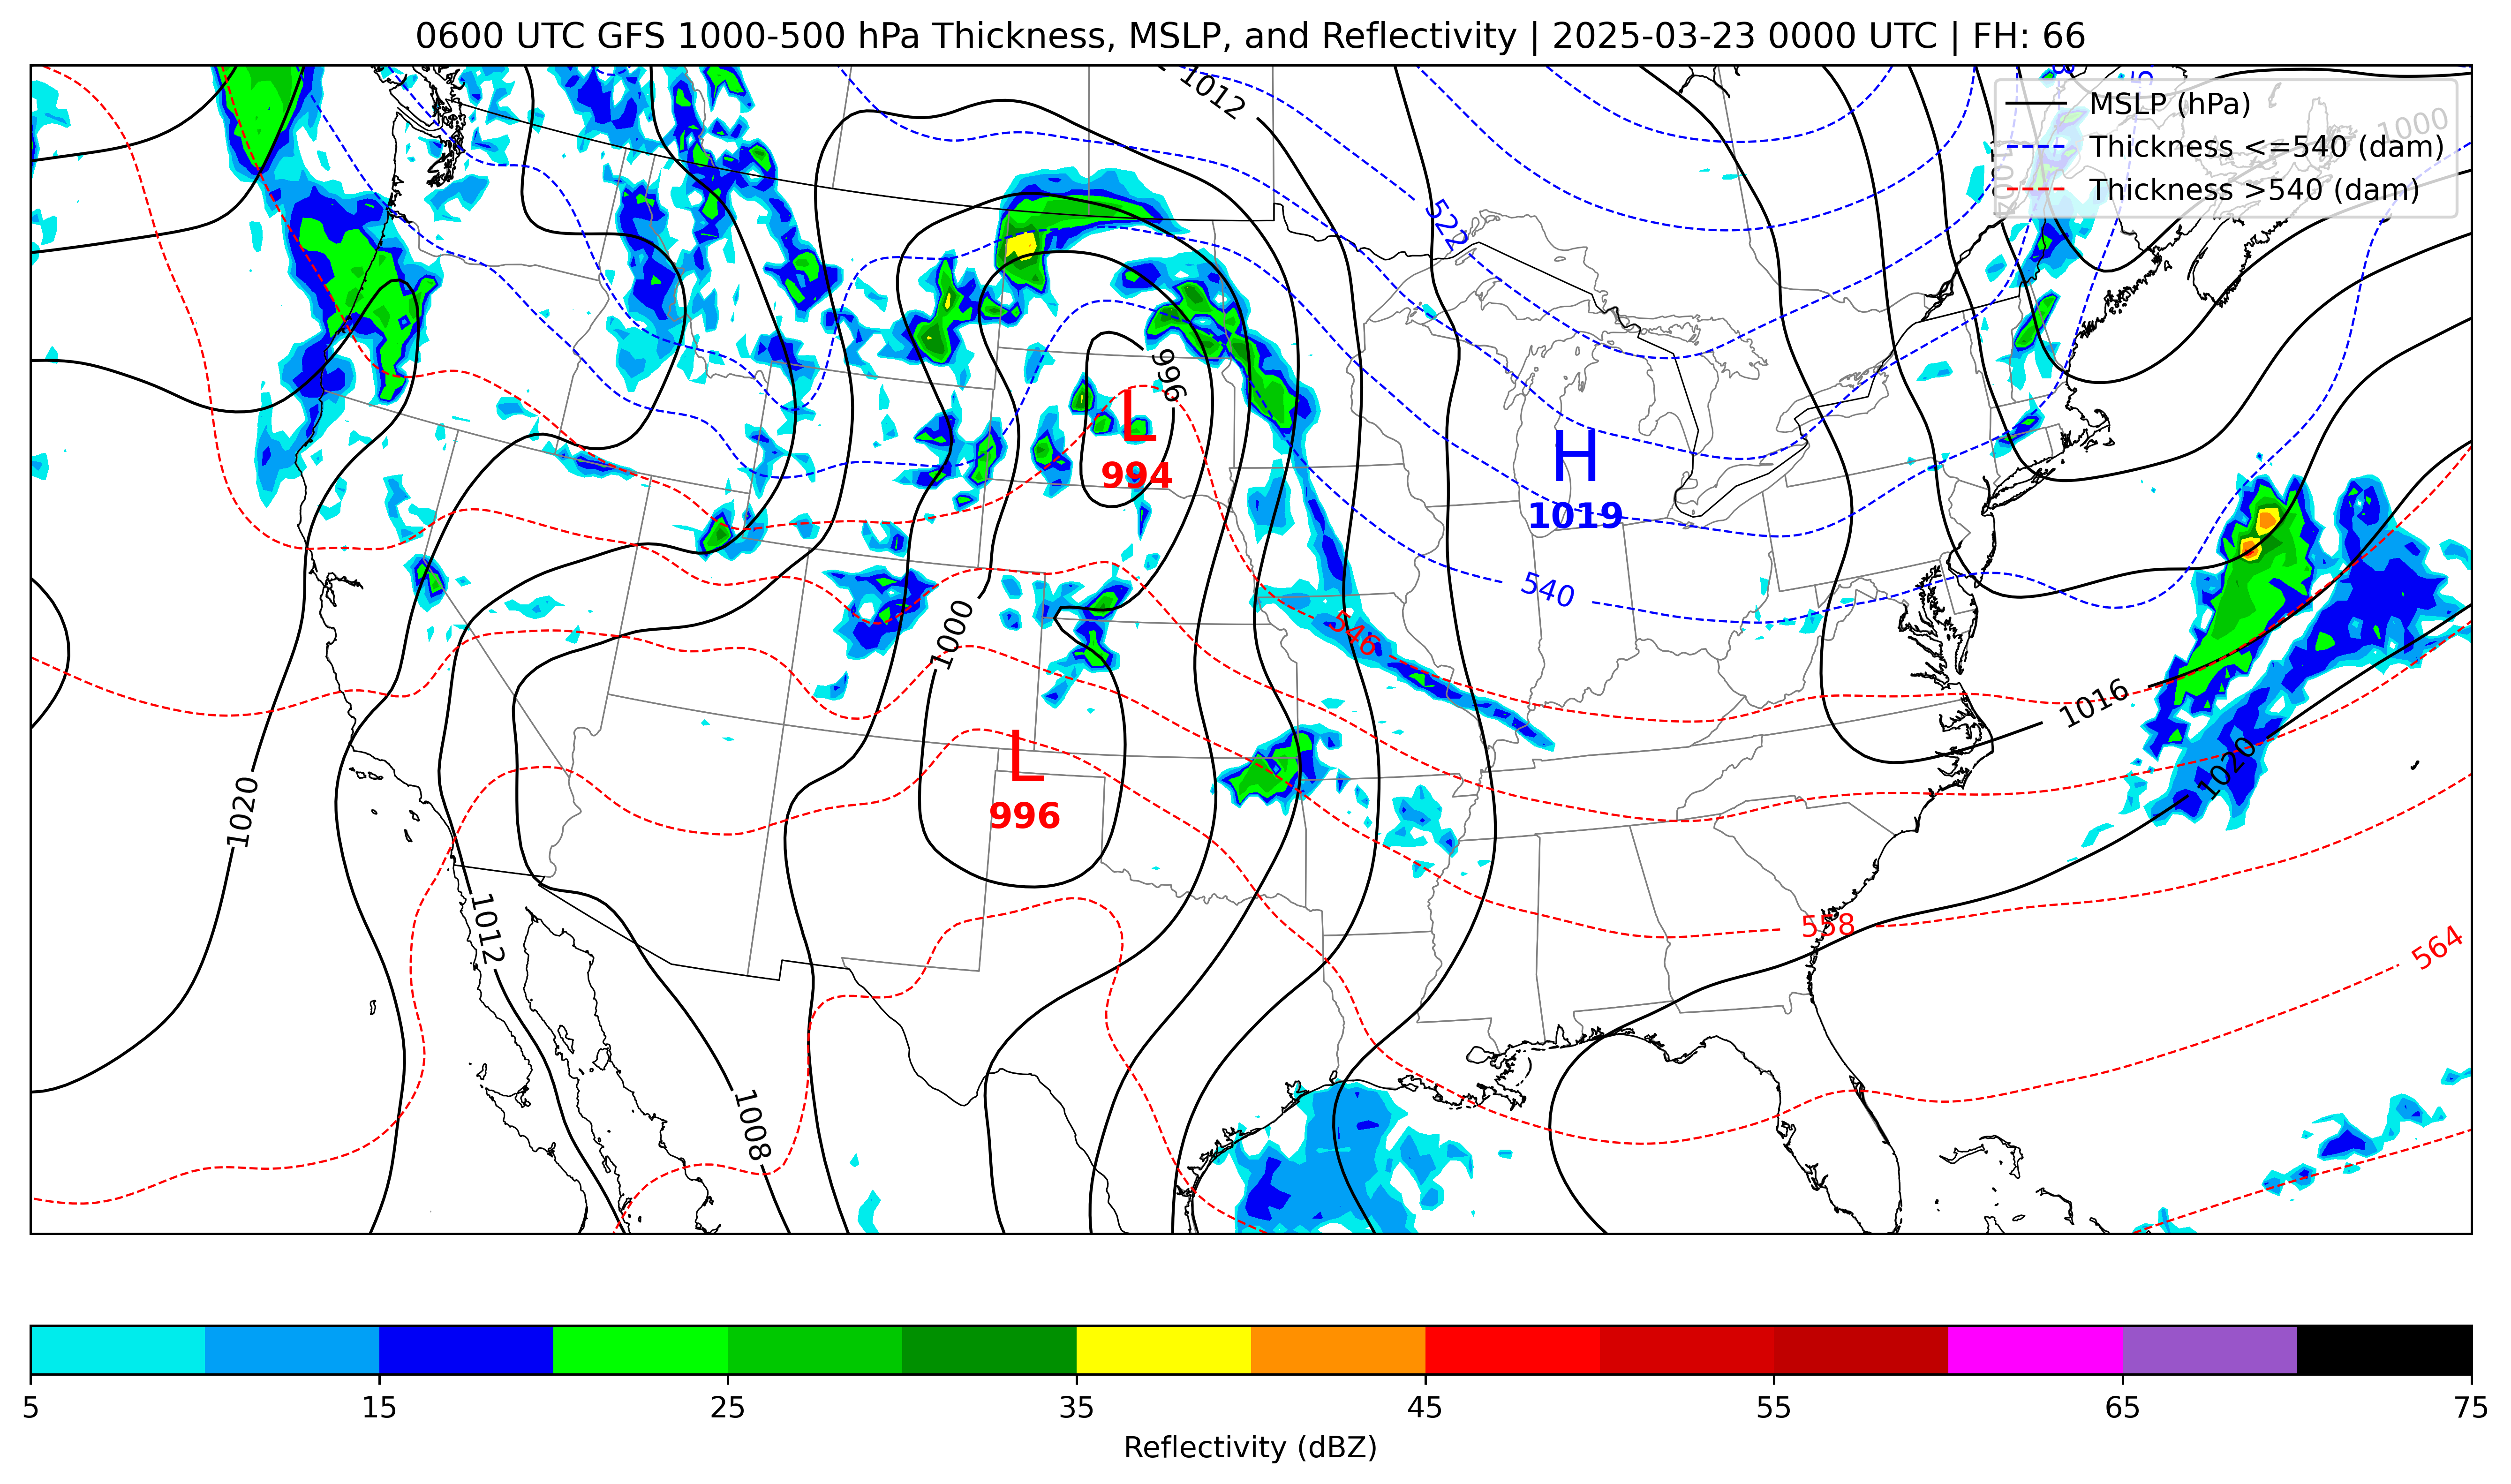 0600 UTC GFS 1000-500 hPa Thickness, MSLP, and Reflectivity | 2025-03-23 0000 UTC | FH: 66
MSLP (hPa)
Thickness <=540 (dam)
Thickness >540 (dam)
1012
1000
522
996
L
994
H
1019
540
546
1000
1016
L
996
1020
1020
1012
558
564
1008
5 15 25 35 45 55 65 75
Reflectivity (dBZ)